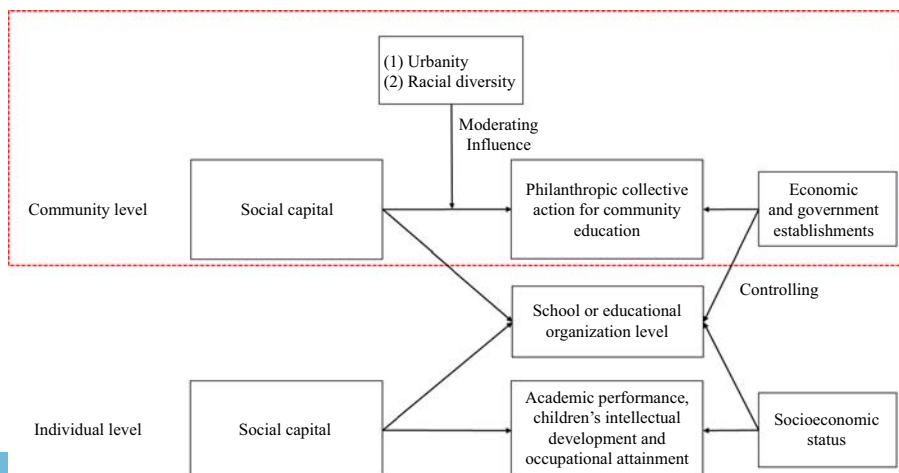 (1) Urbanity
(2) Racial diversity
Moderating
Influence
Community level
Social capital
Philanthropic collective
action for community
education
Economic
and government
establishments
School or educational
organization level
Controlling
Individual level
Social capital
Academic performance,
children’s intellectual
development and
occupational attainment
Socioeconomic
status